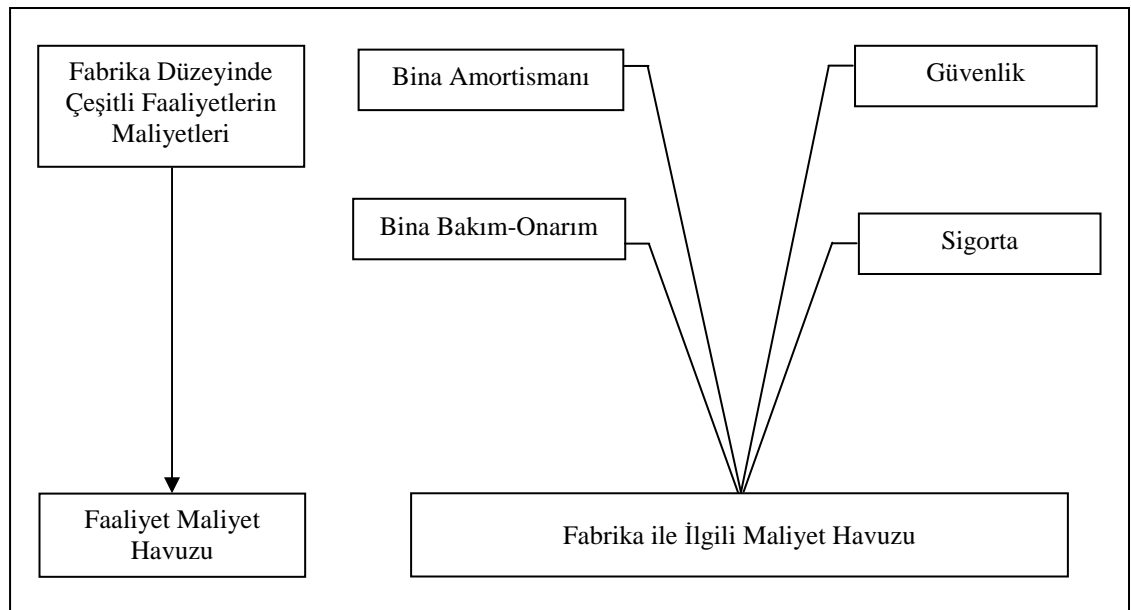 Fabrika Düzeyinde
Çeşitli Faaliyetlerin
Maliyetleri
Bina Amortismanı
Güvenlik
Bina Bakım-Onarım
Sigorta
Faaliyet Maliyet
Havuzu
Fabrika ile İlgili Maliyet Havuzu